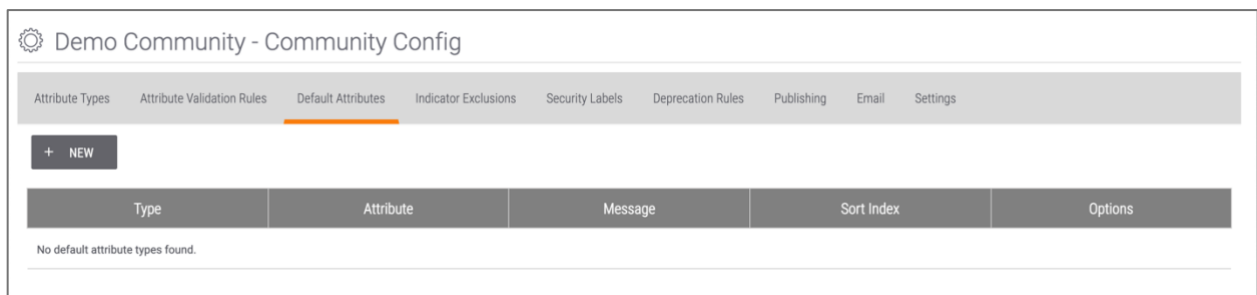 Demo Community - Community Config
Attribute Types Attribute Validation Rules Default Attributes Indicator Exclusions Security Labels Deprecation Rules Publishing Email Settings
+ NEW
Type Attribute Message Sort Index Options
No default attribute types found.